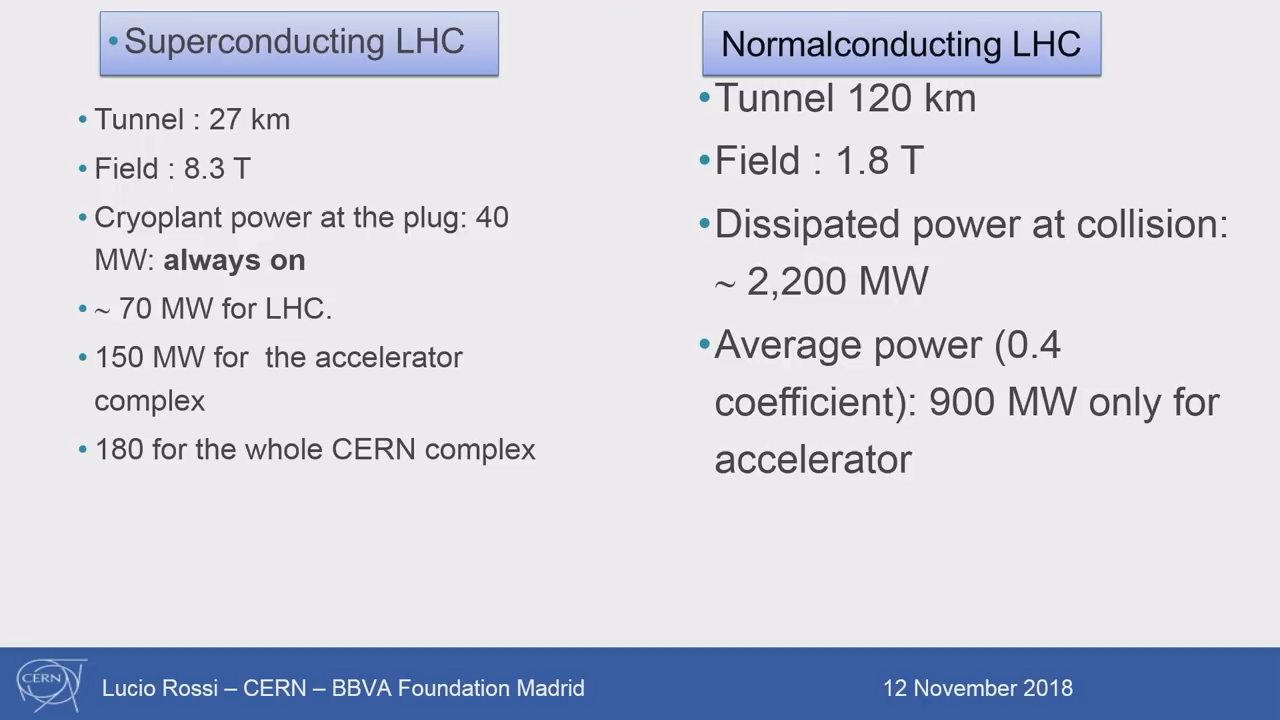 • Superconducting LHC
• Tunnel : 27 km
• Field : 8.3 T
• Cryoplant power at the plug: 40
MW: always on
• ~ 70 MW for LHC.
• 150 MW for the accelerator
complex
• 180 for the whole CERN complex
Normalconducting LHC
• Tunnel 120 km
• Field : 1.8 T
• Dissipated power at collision:
~ 2,200 MW
• Average power (0.4
coefficient): 900 MW only for
accelerator
CERN
Lucio Rossi – CERN – BBVA Foundation Madrid
12 November 2018